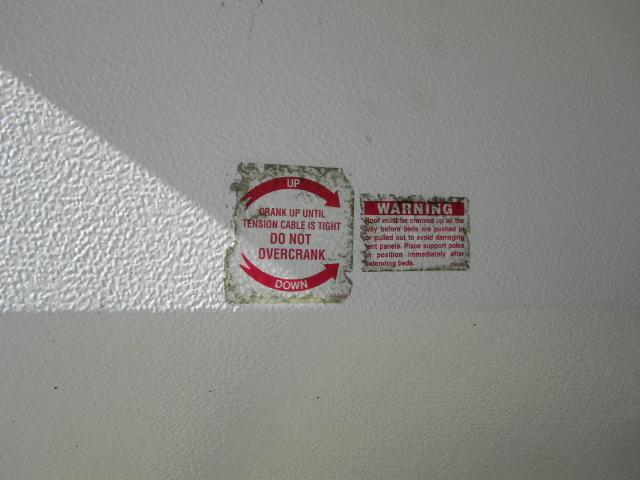 UP
CRANK UP UNTIL
TENSION CABLE IS TIGHT
DO NOT
OVERCRANK
DOWN
WARNING
Roof must be cranked up all the
way before beds are pushed in
or pulled out to avoid damaging
tent panels. Place support poles
in position immediately after
extending beds.